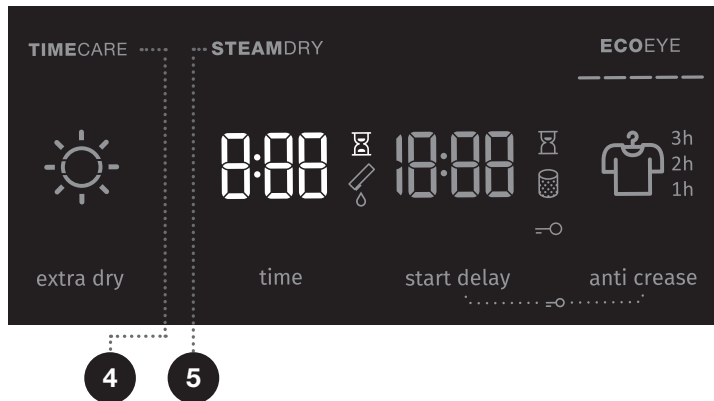 TIMECARE
STEAMDRY
ECOEYE
8:88
18:88
3h
2h
1h
extra dry
time
start delay
anti crease
4
5